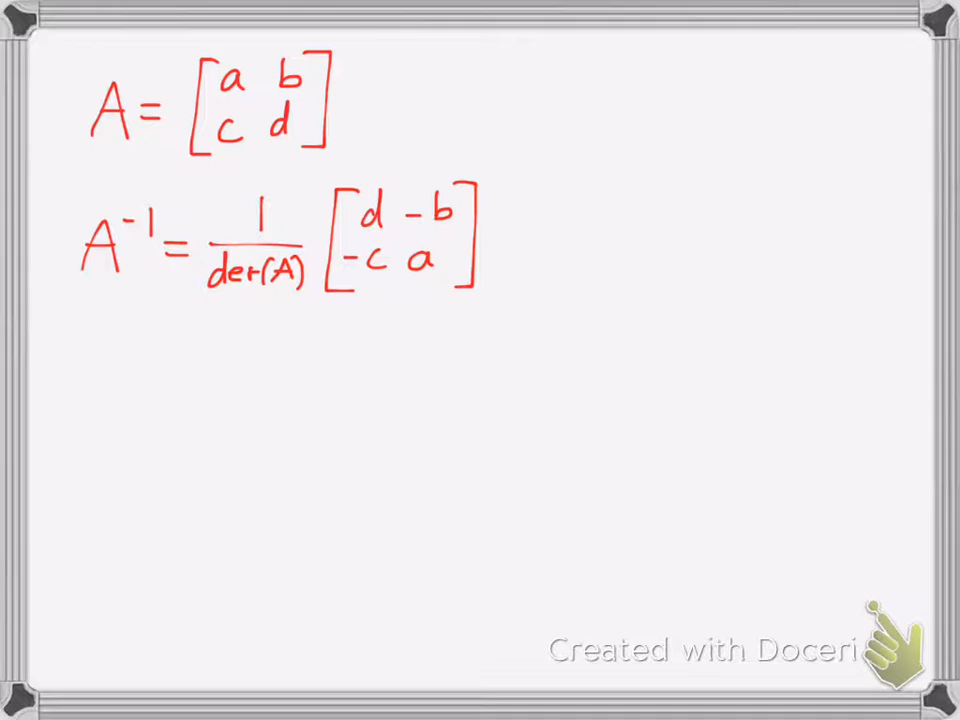 A = [a b
c d]
A⁻¹ = 1/det(A) [d -b
-c a]
Created with Doceri